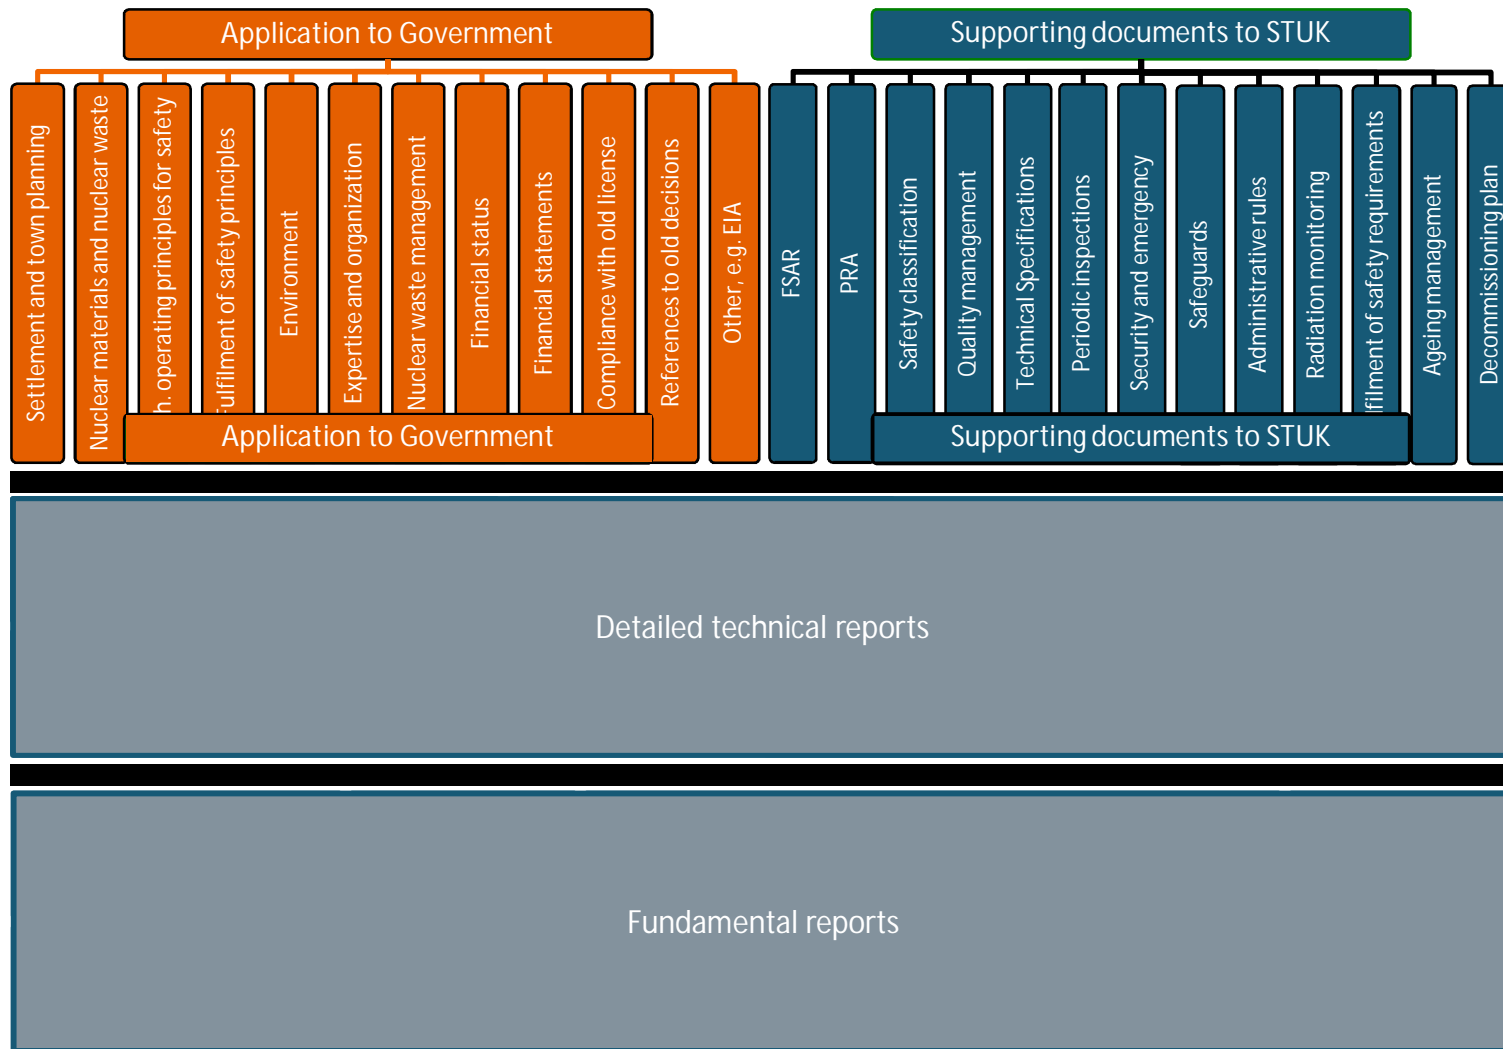 Application to Government
Supporting documents to STUK
Settlement and town planning
Nuclear materials and nuclear waste
h. operating principles for safety
Fulfilment of safety principles
Environment
Expertise and organization
Nuclear waste management
Financial status
Financial statements
Compliance with old license
References to old decisions
Other, e.g. EIA
FSAR
PRA
Safety classification
Quality management
Technical Specifications
Periodic inspections
Security and emergency
Safeguards
Administrative rules
Radiation monitoring
lfilment of safety requirements
Ageing management
Decommissioning plan
Application to Government
Supporting documents to STUK
Detailed technical reports
Fundamental reports